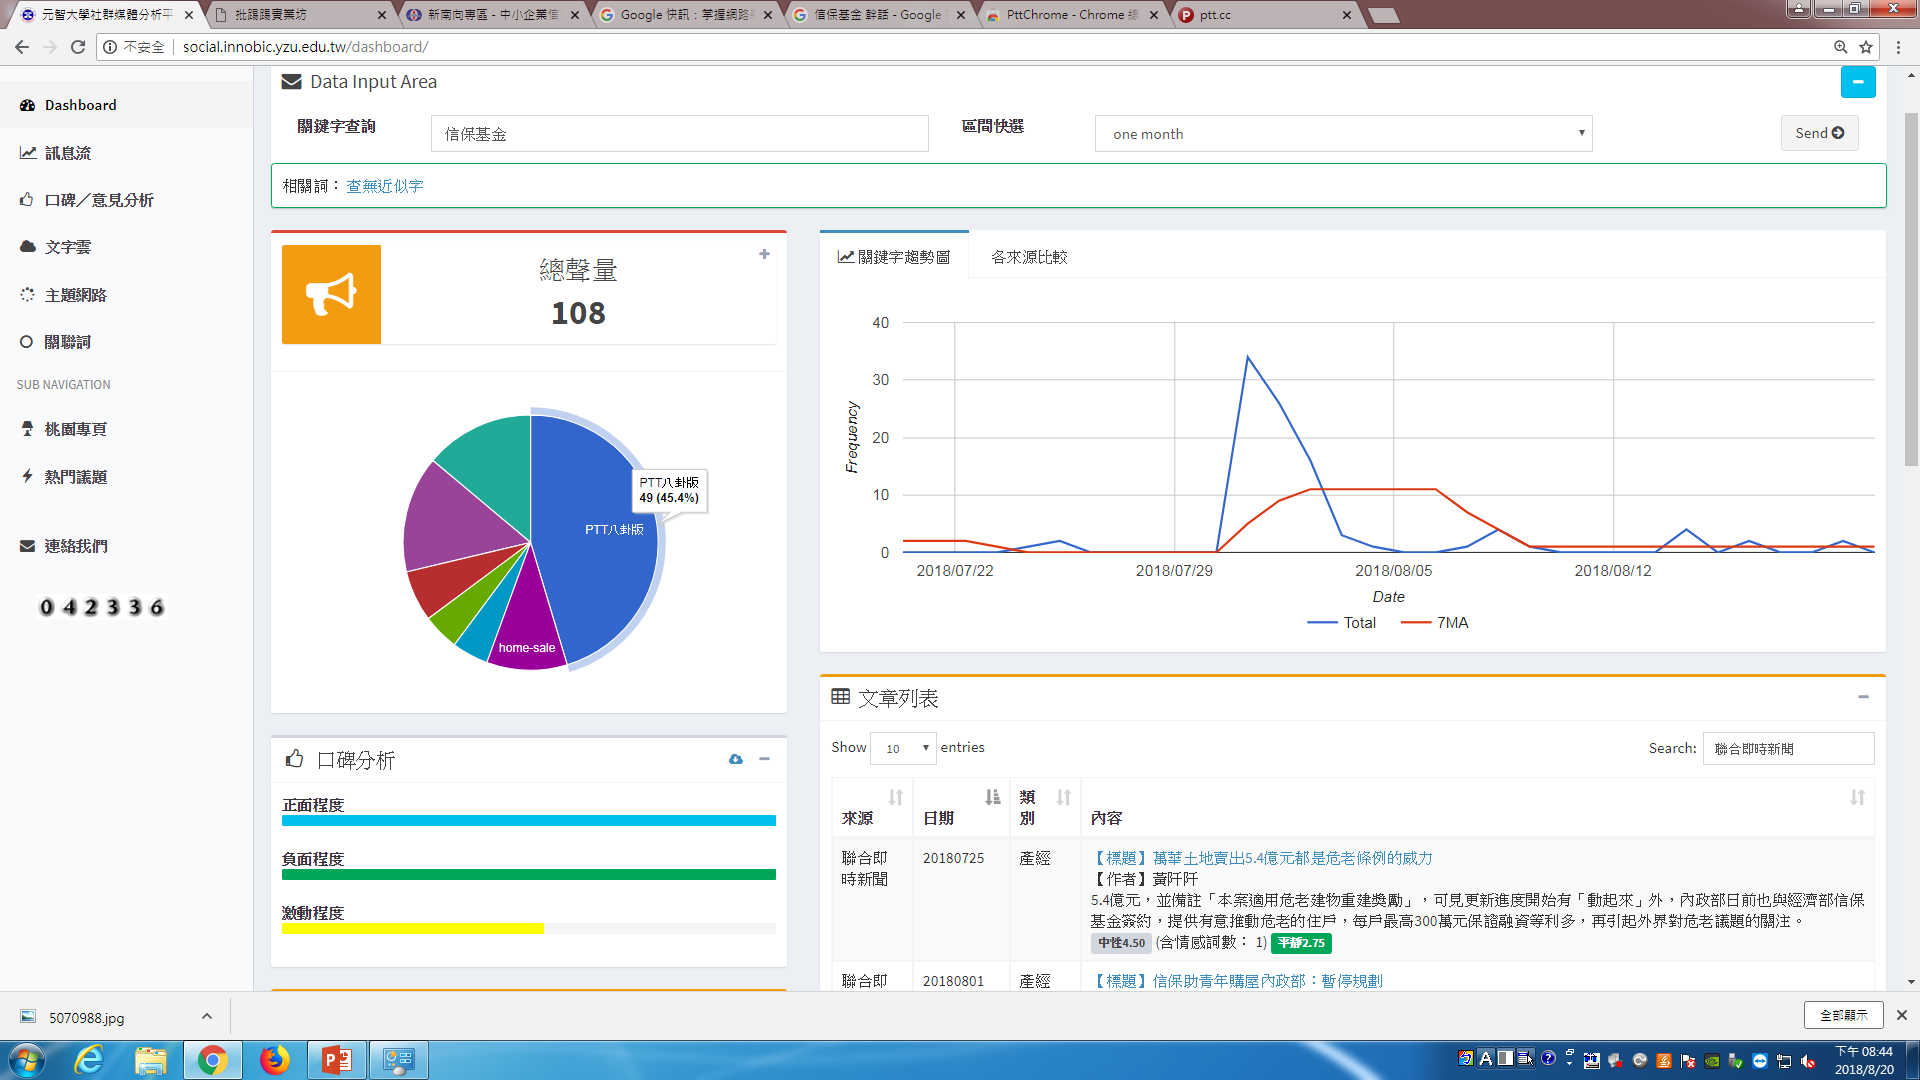 元智大學社群媒體分析平
批踢踢實業坊
新南向專區 - 中小企業信
Google 快訊：掌握網路
信保基金 幹話 - Google
PttChrome - Chrome 線
ptt.cc
不安全
social.innobic.yzu.edu.tw/dashboard/
Dashboard
訊息流
口碑／意見分析
文字雲
主題網路
關聯詞
SUB NAVIGATION
桃園專頁
熱門議題
連絡我們
042336
Data Input Area
關鍵字查詢
信保基金
區間快選
one month
Send
相關詞： 查無近似字
總聲量
108
PTT八卦版
49 (45.4%)
PTT八卦版
home-sale
關鍵字趨勢圖
各來源比較
40
30
20
10
0
Frequency
2018/07/22
2018/07/29
2018/08/05
2018/08/12
Date
Total
7MA
口碑分析
正面程度
負面程度
激動程度
文章列表
Show 10 entries
Search: 聯合即時新聞
來源
日期
類別
內容
聯合即
時新聞
20180725
產經
【標題】萬華土地賣出5.4億元都是危老條例的威力
【作者】黃阡阡
5.4億元，並備註「本案適用危老建物重建獎勵」，可見更新進度開始有「動起來」外，內政部日前也與經濟部信保
基金簽約，提供有意推動危老的住戶，每戶最高300萬元保證融資等利多，再引起外界對危老議題的關注。
中性4.50 (含情感詞數： 1) 平靜2.75
聯合即
20180801
產經
【標題】信保助青年購屋內政部：暫停規劃
5070988.jpg
全部顯示
下午 08:44
2018/8/20